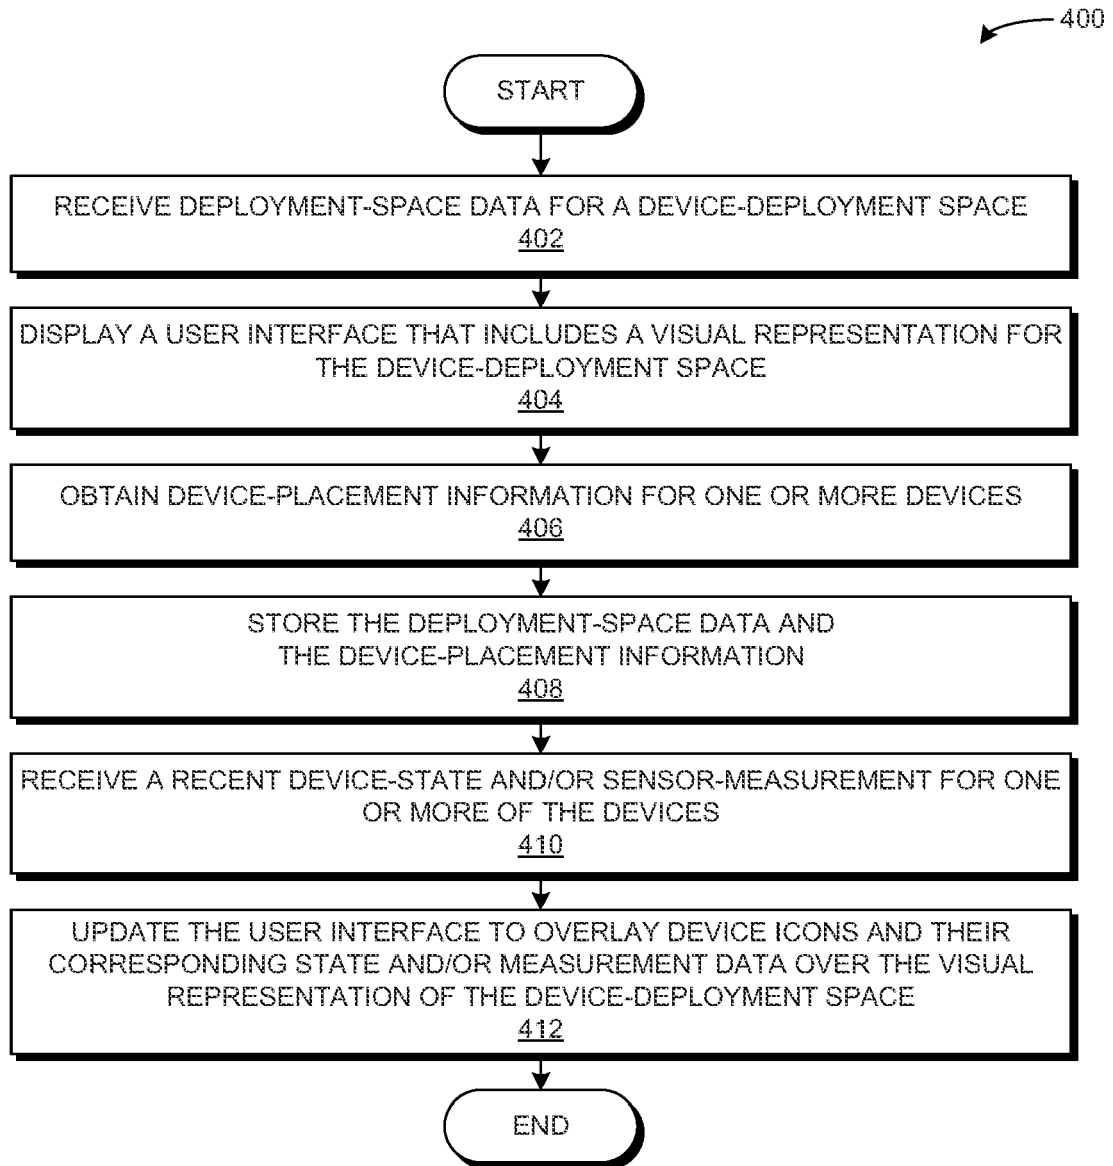 400
START
RECEIVE DEPLOYMENT-SPACE DATA FOR A DEVICE-DEPLOYMENT SPACE
402
DISPLAY A USER INTERFACE THAT INCLUDES A VISUAL REPRESENTATION FOR
THE DEVICE-DEPLOYMENT SPACE
404
OBTAIN DEVICE-PLACEMENT INFORMATION FOR ONE OR MORE DEVICES
406
STORE THE DEPLOYMENT-SPACE DATA AND
THE DEVICE-PLACEMENT INFORMATION
408
RECEIVE A RECENT DEVICE-STATE AND/OR SENSOR-MEASUREMENT FOR ONE
OR MORE OF THE DEVICES
410
UPDATE THE USER INTERFACE TO OVERLAY DEVICE ICONS AND THEIR
CORRESPONDING STATE AND/OR MEASUREMENT DATA OVER THE VISUAL
REPRESENTATION OF THE DEVICE-DEPLOYMENT SPACE
412
END